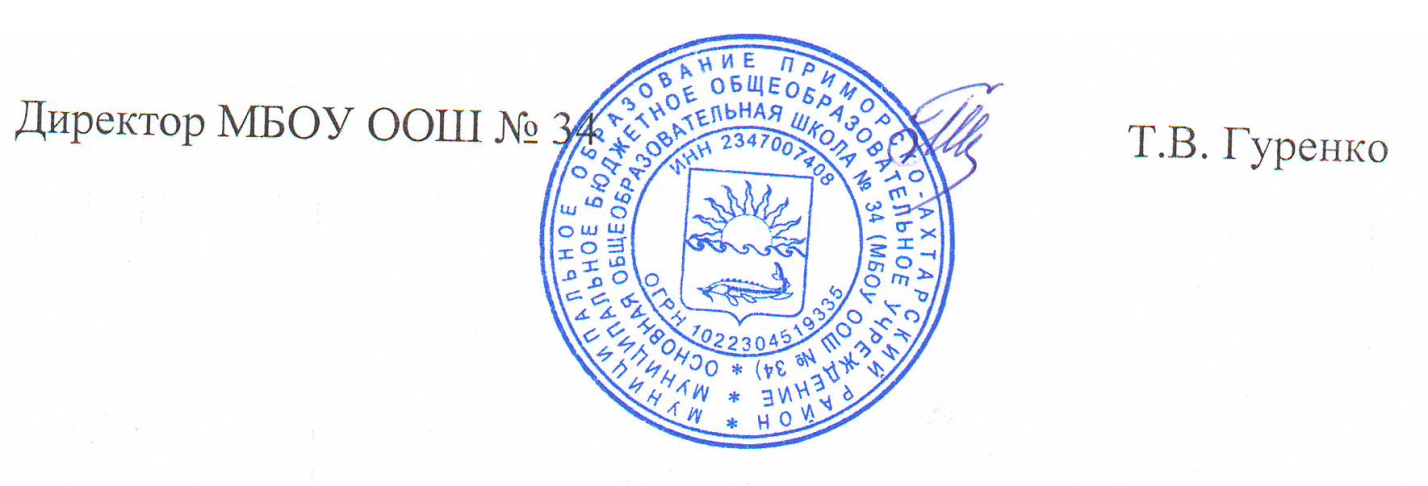 Директор МБОУ ООШ № 34
Т.В. Гуренко
МУНИЦИПАЛЬНОЕ ОБРАЗОВАНИЕ ПРИМОРСКО-АХТАРСКИЙ РАЙОН *
МУНИЦИПАЛЬНОЕ БЮДЖЕТНОЕ ОБЩЕОБРАЗОВАТЕЛЬНОЕ УЧРЕЖДЕНИЕ *
ОСНОВНАЯ ОБЩЕОБРАЗОВАТЕЛЬНАЯ ШКОЛА № 34 (МБОУ ООШ № 34) *
ИНН 2347007408
ОГРН 1022304519335